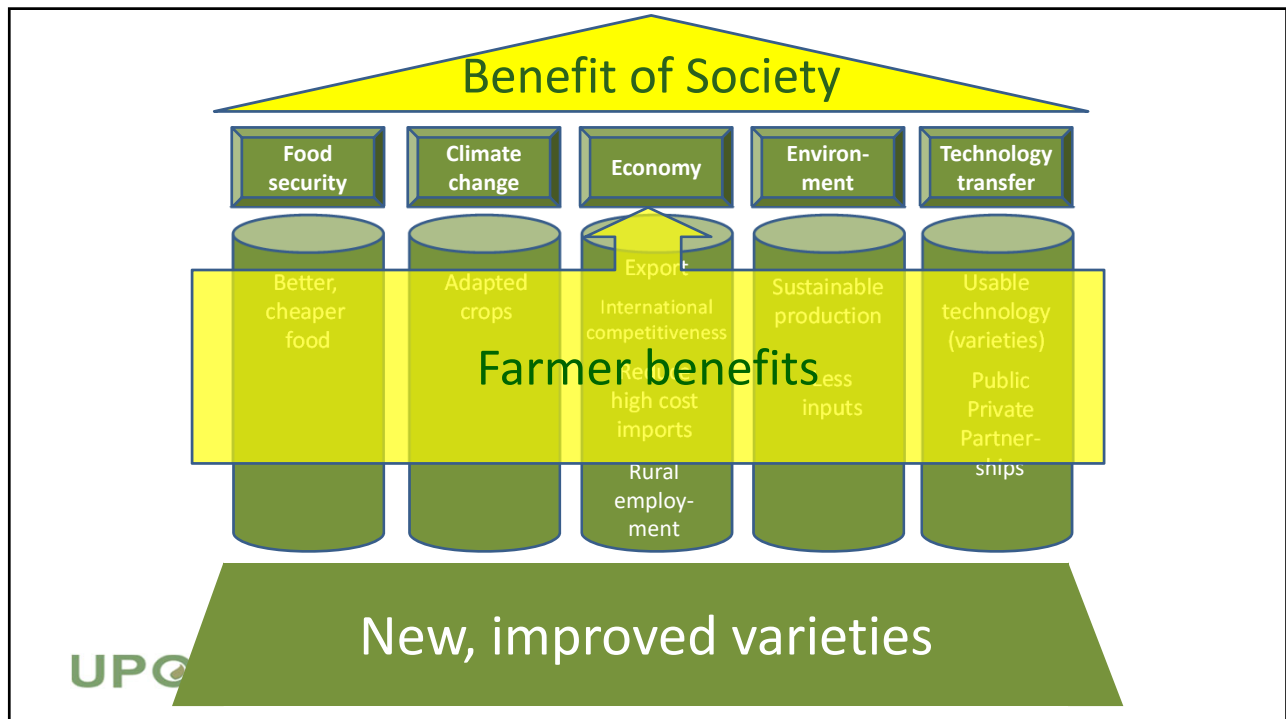 Benefit of Society
Food
security
Climate
change
Economy
Environ-
ment
Technology
transfer
Better,
cheaper
food
Adapted
crops
Export
International
competitiveness
high cost
imports
Rural
employ-
ment
Sustainable
production
Less
inputs
Usable
technology
(varieties)
Public
Private
Partner-
ships
Farmer benefits
New, improved varieties
UPO